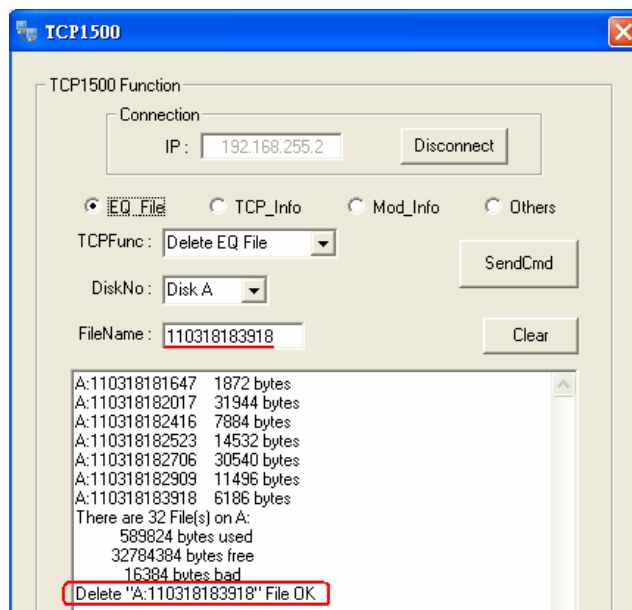 TCP1500
TCP1500 Function
Connection
IP : 192.168.255.2 Disconnect
EQ_File TCP_Info Mod_Info Others
TCPFunc : Delete EQ File
SendCmd
DiskNo : Disk A
FileName : 110318183918 Clear
A:110318181647 1872 bytes
A:110318182017 31944 bytes
A:110318182416 7884 bytes
A:110318182523 14532 bytes
A:110318182706 30540 bytes
A:110318182909 11496 bytes
A:110318183918 6186 bytes
There are 32 File(s) on A:
589824 bytes used
32784384 bytes free
16384 bytes bad
Delete "A:110318183918" File OK